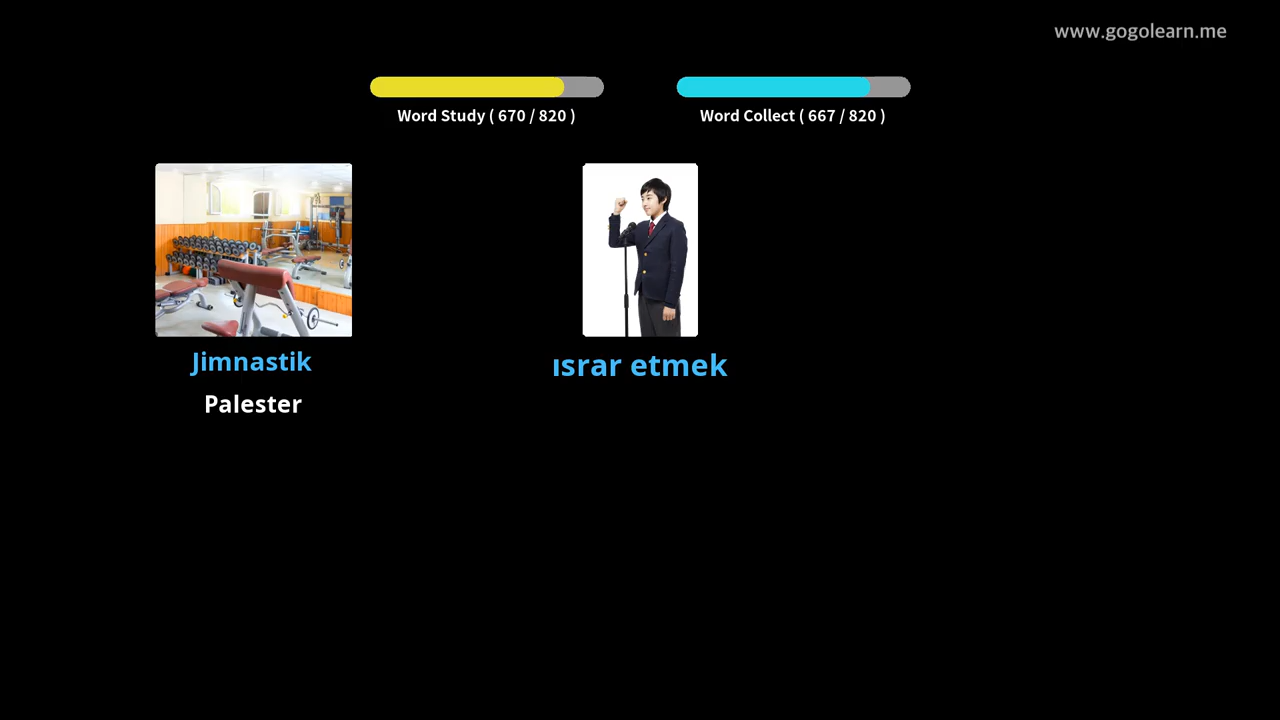 www.gogolearn.me
Word Study ( 670 / 820 )
Word Collect ( 667 / 820 )
Jimnastik
Palester
ısrar etmek